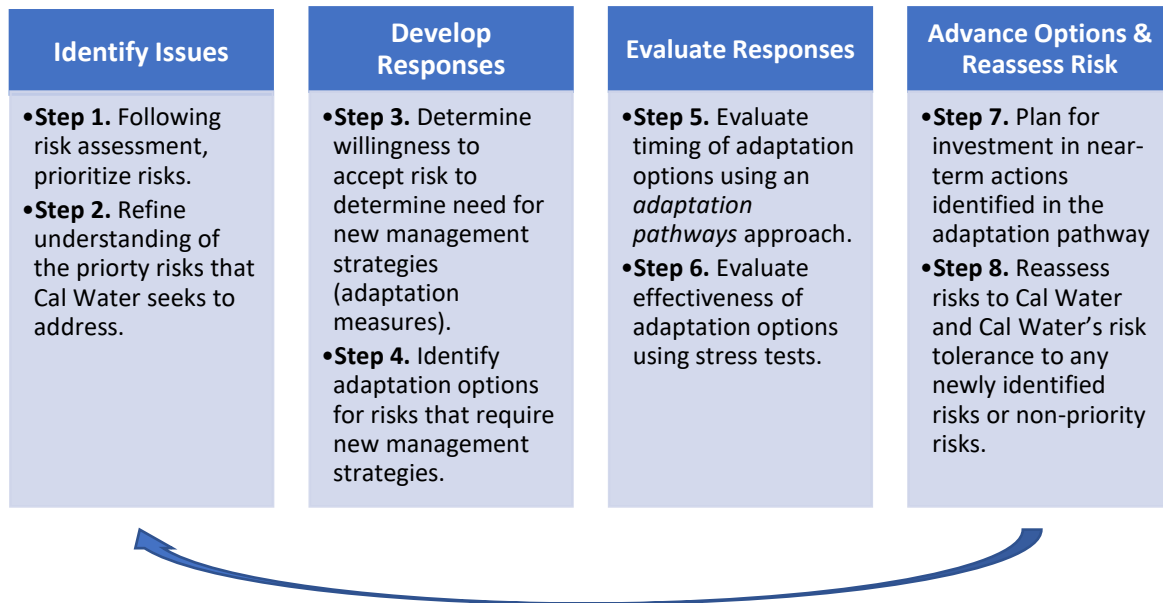 Identify Issues
•Step 1. Following
risk assessment,
prioritize risks.
•Step 2. Refine
understanding of
the priorty risks that
Cal Water seeks to
address.
Develop
Responses
•Step 3. Determine
willingness to
accept risk to
determine need for
new management
strategies
(adaptation
measures).
•Step 4. Identify
adaptation options
for risks that require
new management
strategies.
Evaluate Responses
•Step 5. Evaluate
timing of adaptation
options using an
adaptation
pathways approach.
•Step 6. Evaluate
effectiveness of
adaptation options
using stress tests.
Advance Options &
Reassess Risk
•Step 7. Plan for
investment in near-
term actions
identified in the
adaptation pathway
•Step 8. Reassess
risks to Cal Water
and Cal Water’s risk
tolerance to any
newly identified
risks or non-priority
risks.